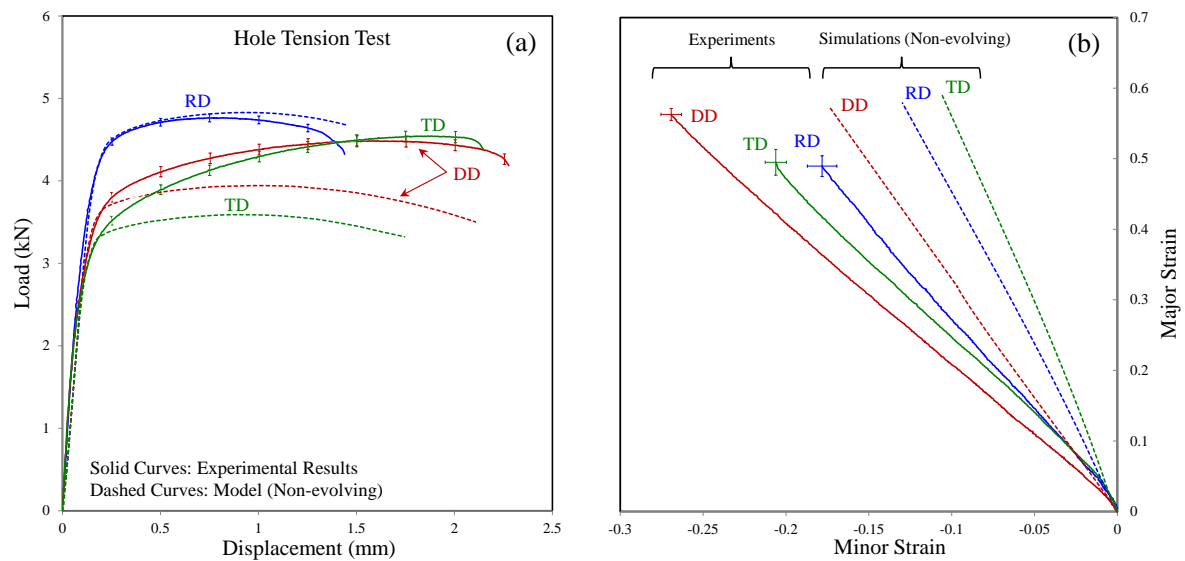 Hole Tension Test
(a)
RD
TD
DD
TD
Solid Curves: Experimental Results
Dashed Curves: Model (Non-evolving)
6
5
4
3
2
1
0
0
0.5
1
1.5
2
2.5
Load (kN)
Displacement (mm)
Experiments
Simulations (Non-evolving)
(b)
DD
TD
RD
DD
RD
TD
0.7
0.6
0.5
0.4
0.3
0.2
0.1
0
-0.3
-0.25
-0.2
-0.15
-0.1
-0.05
0
Minor Strain
Major Strain